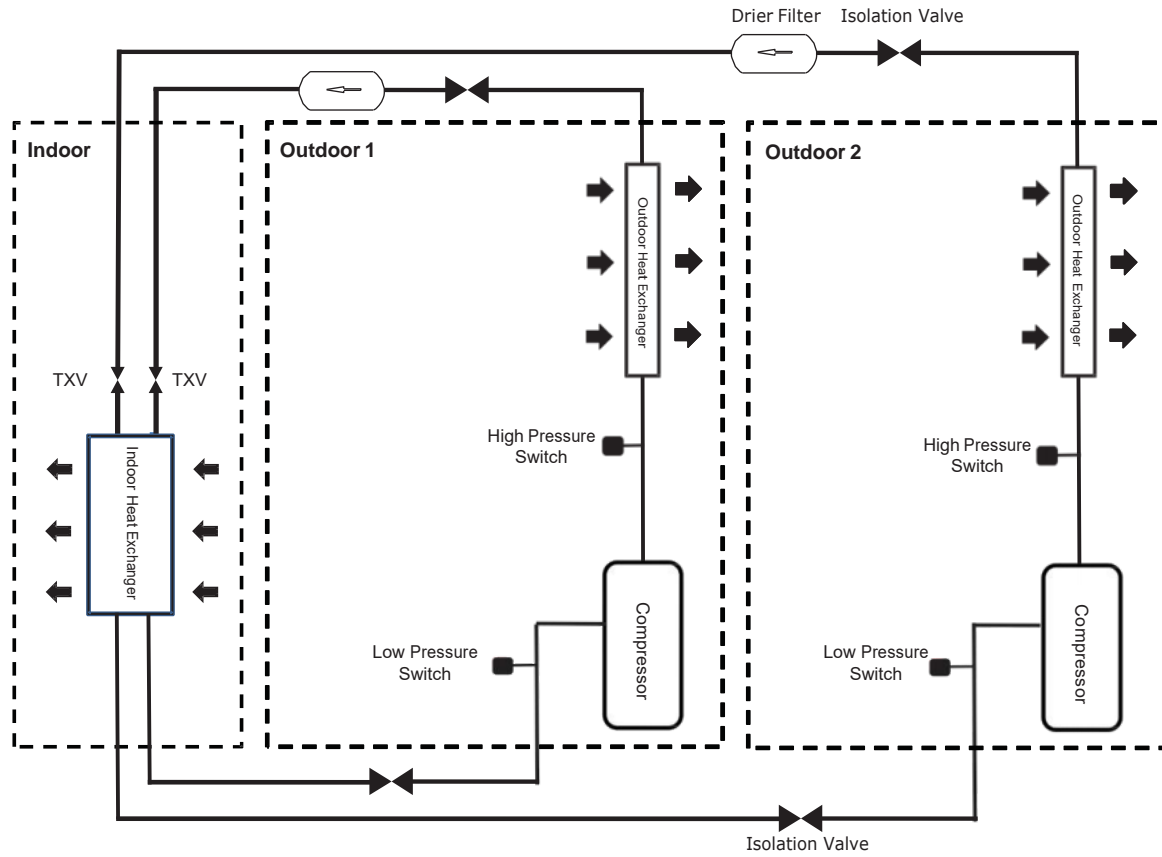 Drier Filter
Isolation Valve
Indoor
Outdoor 1
Outdoor 2
Outdoor Heat Exchanger
Outdoor Heat Exchanger
TXV
TXV
High Pressure
Switch
High Pressure
Switch
Indoor Heat Exchanger
Compressor
Compressor
Low Pressure
Switch
Low Pressure
Switch
Isolation Valve